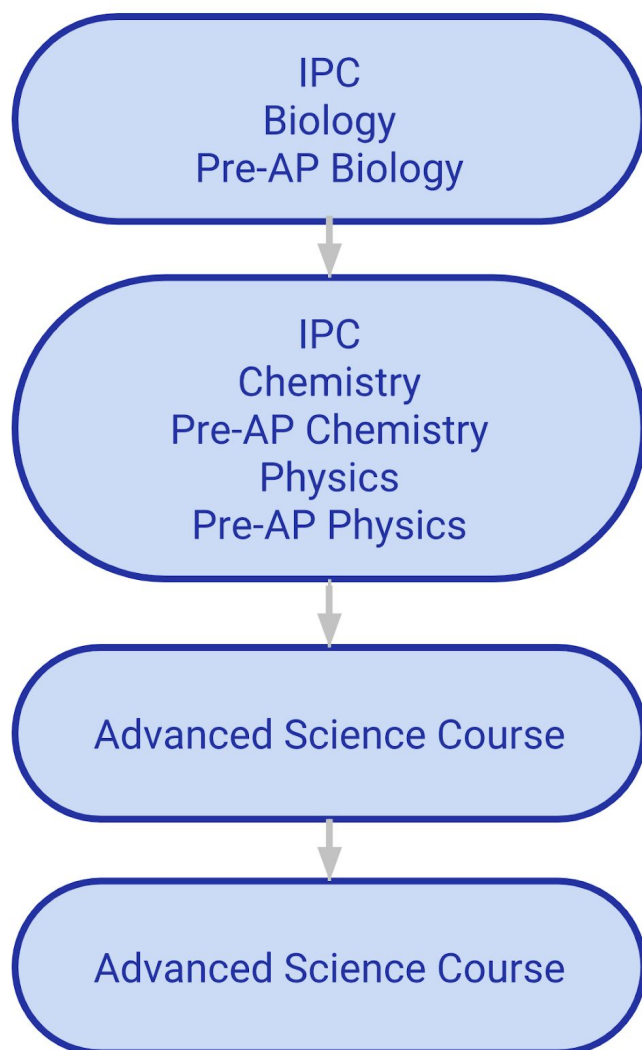 IPC
Biology
Pre-AP Biology
IPC
Chemistry
Pre-AP Chemistry
Physics
Pre-AP Physics
Advanced Science Course
Advanced Science Course